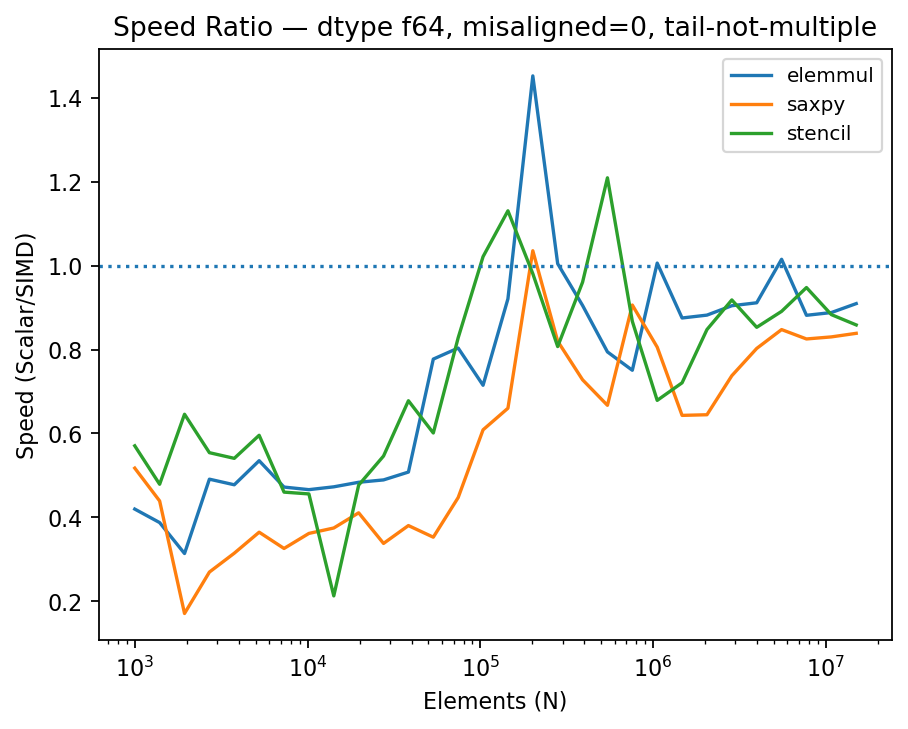 Speed Ratio — dtype f64, misaligned=0, tail-not-multiple
elemmul
saxpy
stencil
Speed (Scalar/SIMD)
1.4
1.2
1.0
0.8
0.6
0.4
0.2
10³ 10⁴ 10⁵ 10⁶ 10⁷
Elements (N)